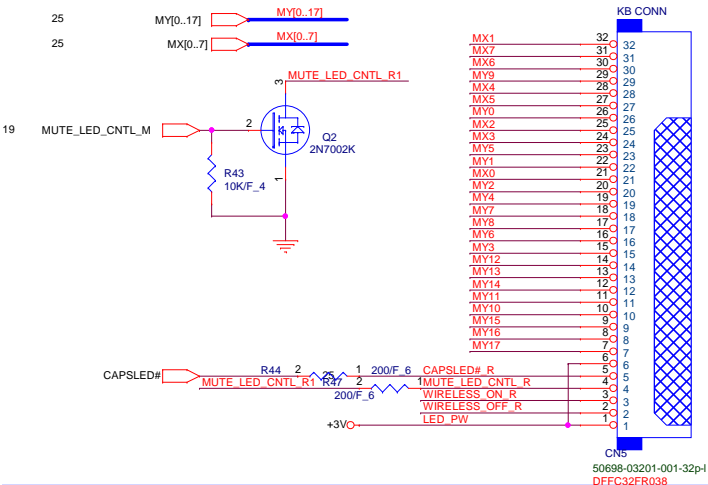 25 MY[0..17] MY[0..17]
25 MX[0..7] MX[0..7]
KB CONN
MX1 32 32
MX7 31 31
MX6 30 30
MY9 29 29
MX4 28 28
MX5 27 27
MY0 26 26
MX2 25 25
MX3 24 24
MY5 23 23
MY1 22 22
MX0 21 21
MY2 20 20
MY4 19 19
MY7 18 18
MY8 17 17
MY6 16 16
MY3 15 15
MY12 14 14
MY13 13 13
MY14 12 12
MY11 11 11
MY10 10 10
MY15 9 9
MY16 8 8
MY17 7 7
6 6
CAPSLED#_R 5 5
MUTE_LED_CNTL_R 4 4
WIRELESS_ON_R 3 3
WIRELESS_OFF_R 2 2
LED_PW 1 1
CN5
50698-03201-001-32p-l
DFFC32FR038
MUTE_LED_CNTL_R1
3
19 MUTE_LED_CNTL_M 2
Q2
2N7002K
1
R43
10K/F_4
CAPSLED# 25 R44 2 1 200/F_6
MUTE_LED_CNTL_R1 R47 2 1
200/F_6
+3V